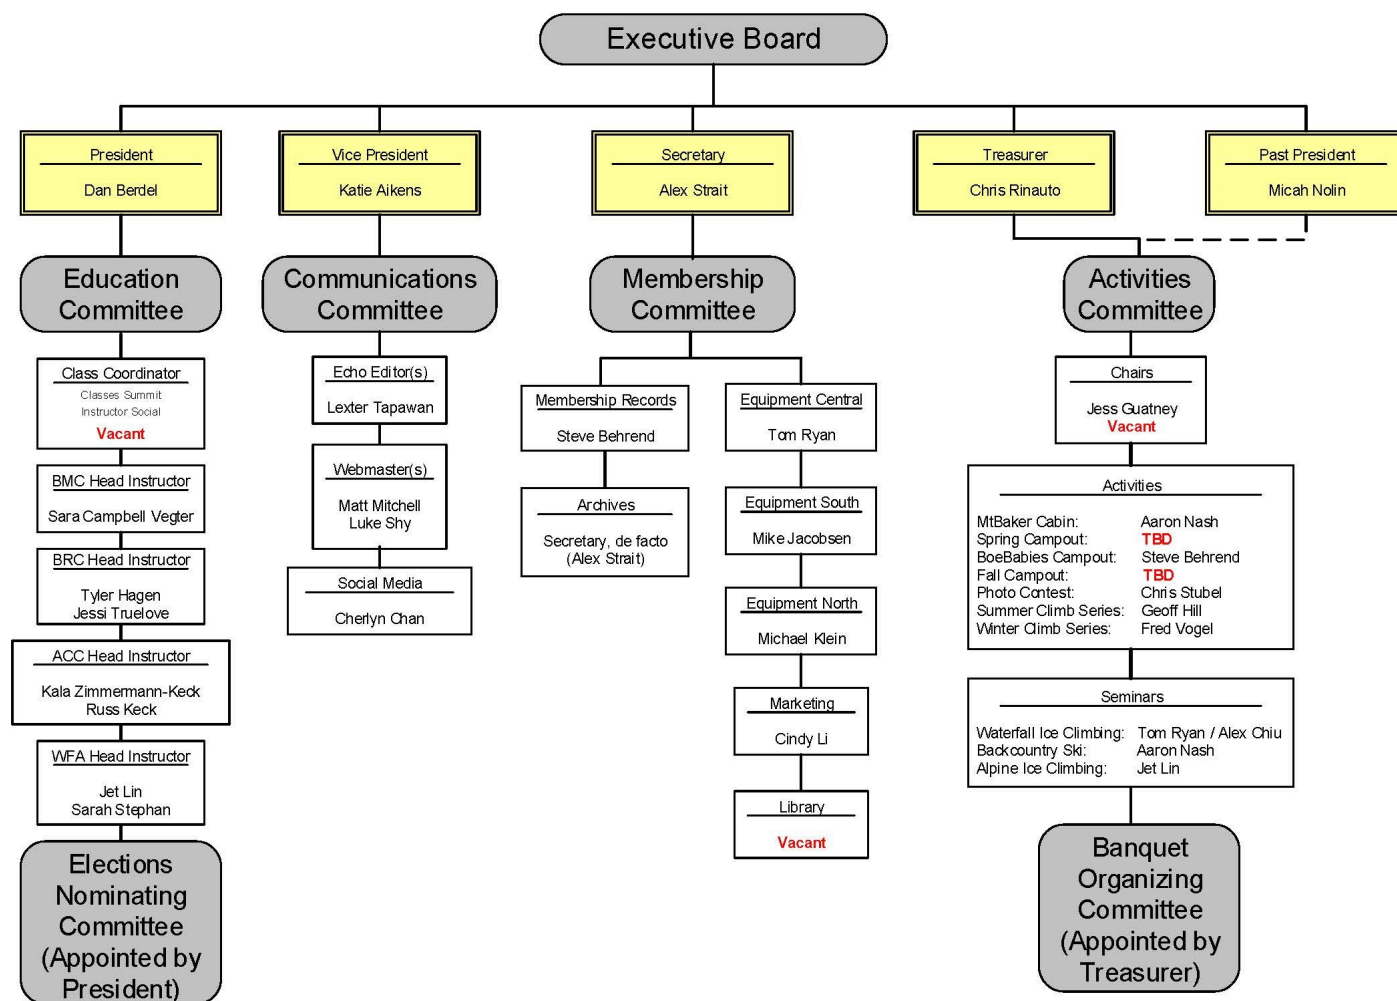 Executive Board
President
Dan Berdel
Vice President
Katie Aikens
Secretary
Alex Strait
Treasurer
Chris Rinauto
Past President
Micah Nolin
Education
Committee
Class Coordinator
Classes Summit
Instructor Social
Vacant
BMC Head Instructor
Sara Campbell Vegter
BRC Head Instructor
Tyler Hagen
Jessi Truelove
ACC Head Instructor
Kala Zimmermann-Keck
Russ Keck
WFA Head Instructor
Jet Lin
Sarah Stephan
Elections
Nominating
Committee
(Appointed by
President)
Communications
Committee
Echo Editor(s)
Lexter Tapawan
Webmaster(s)
Matt Mitchell
Luke Shy
Social Media
Cherlyn Chan
Membership
Committee
Membership Records
Steve Behrend
Archives
Secretary, de facto
(Alex Strait)
Equipment Central
Tom Ryan
Equipment South
Mike Jacobsen
Equipment North
Michael Klein
Marketing
Cindy Li
Library
Vacant
Activities
Committee
Chairs
Jess Guatney
Vacant
Activities
MtBaker Cabin: Aaron Nash
Spring Campout: TBD
BoeBabies Campout: Steve Behrend
Fall Campout: TBD
Photo Contest: Chris Stubel
Summer Climb Series: Geoff Hill
Winter Climb Series: Fred Vogel
Seminars
Waterfall Ice Climbing: Tom Ryan / Alex Chiu
Backcountry Ski: Aaron Nash
Alpine Ice Climbing: Jet Lin
Banquet
Organizing
Committee
(Appointed by
Treasurer)